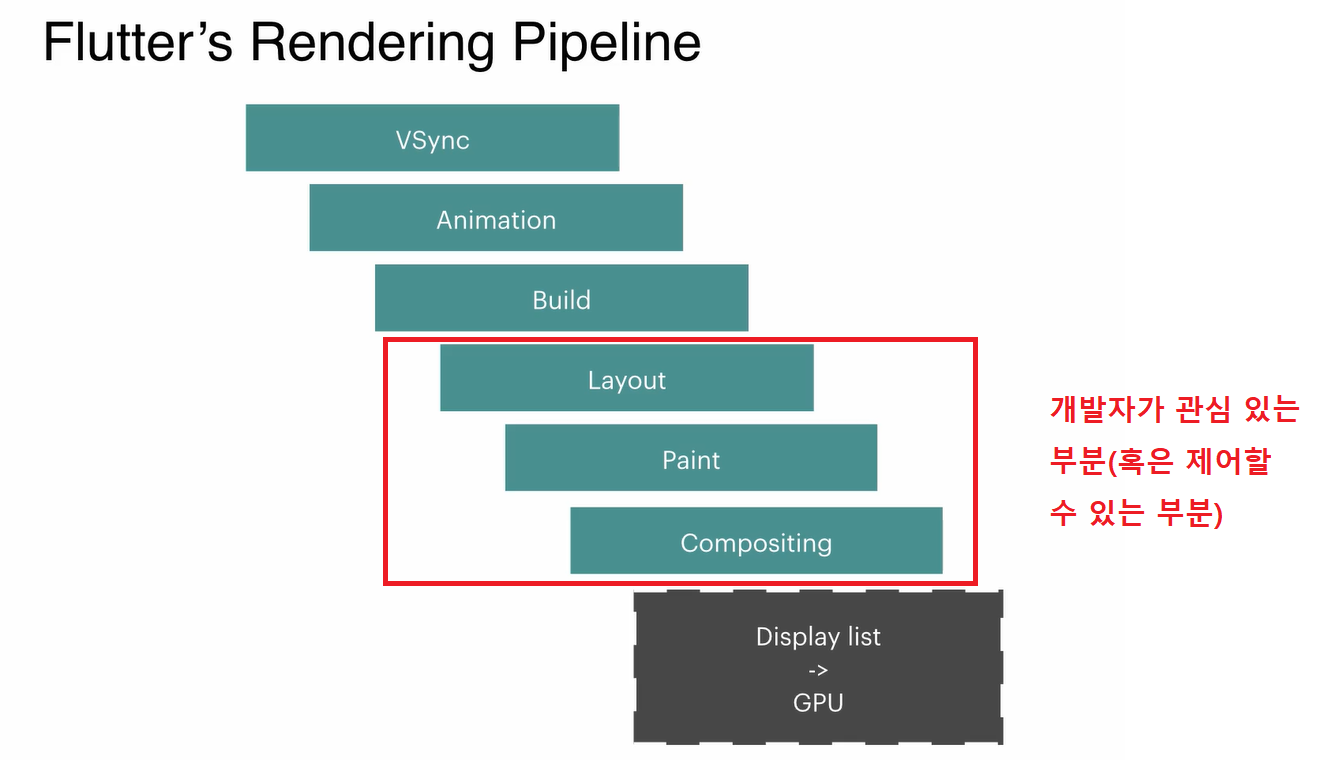 Flutter’s Rendering Pipeline
VSync
Animation
Build
Layout
Paint
Compositing
Display list
->
GPU
개발자가 관심 있는
부분(혹은 제어할
수 있는 부분)